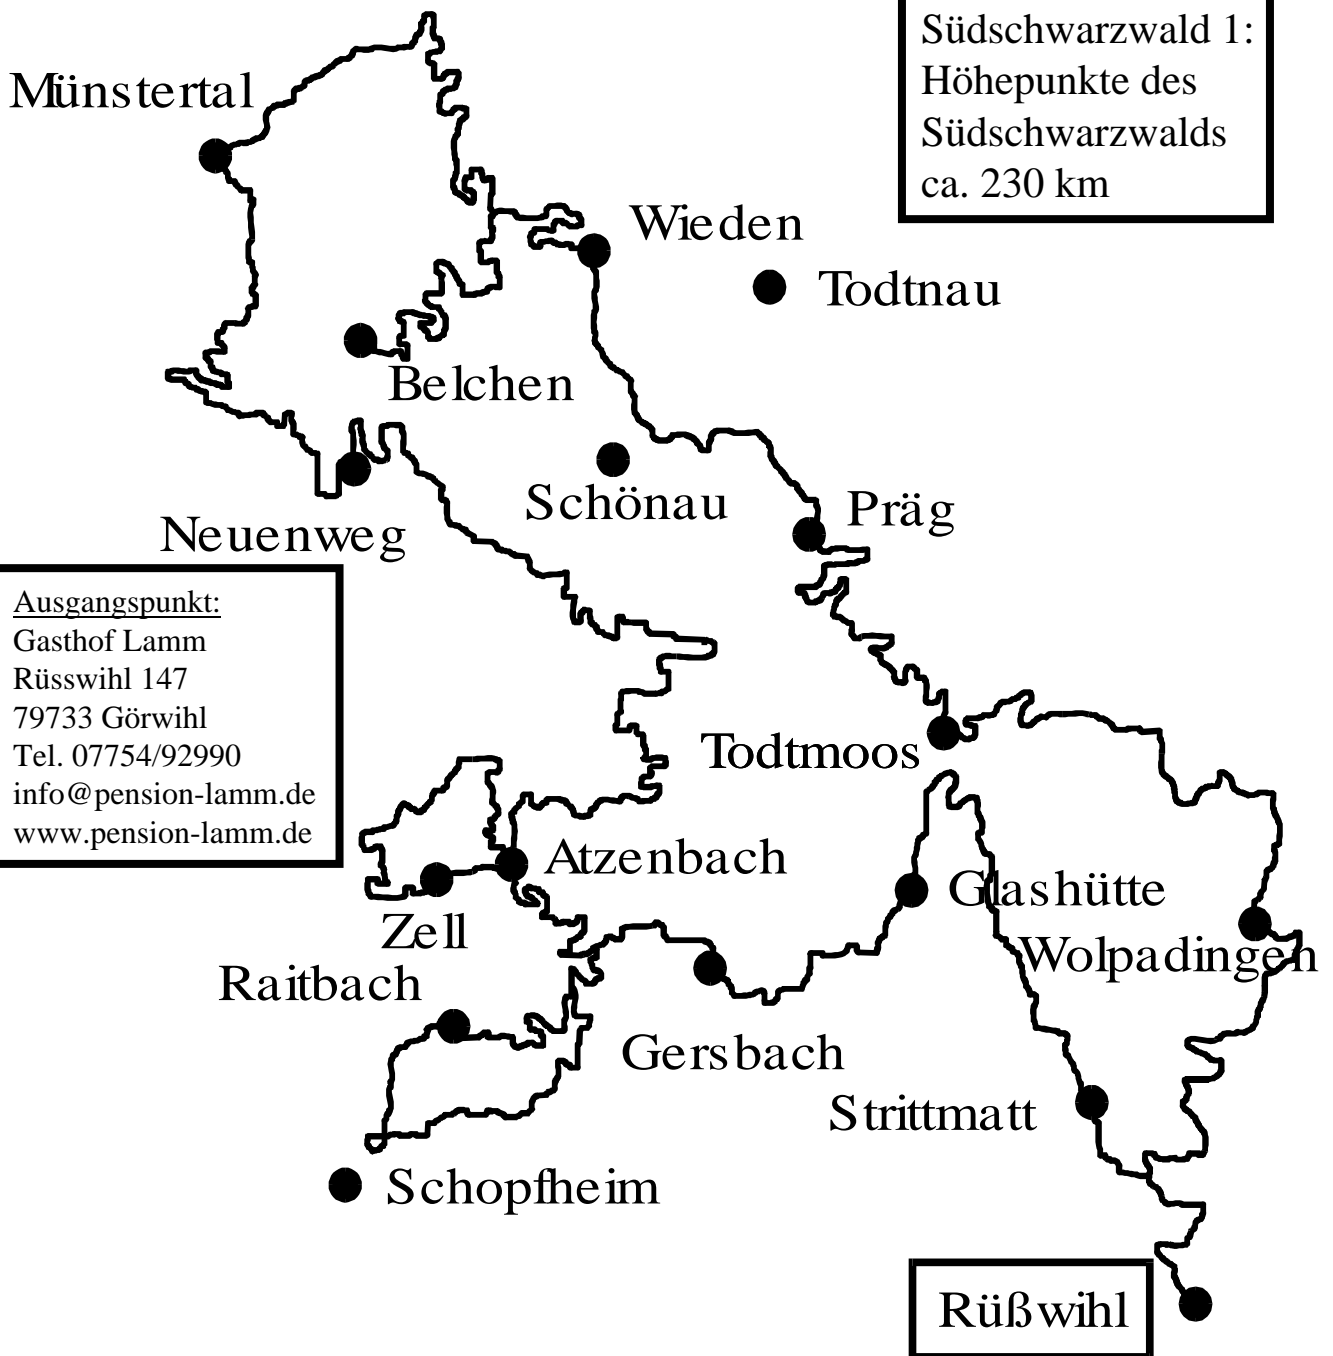 Südschwarzwald 1:
Höhepunkte des
Südschwarzwalds
ca. 230 km
Münstertal
Wieden
Todtnau
Belchen
Schönau
Präg
Neuenweg
Ausgangspunkt:
Gasthof Lamm
Rüsswihl 147
79733 Görwihl
Tel. 07754/92990
info@pension-lamm.de
www.pension-lamm.de
Todtmoos
Atzenbach
Glashütte
Zell
Wolpadingen
Raitbach
Gersbach
Strittmatt
Schopfheim
Rüßwihl